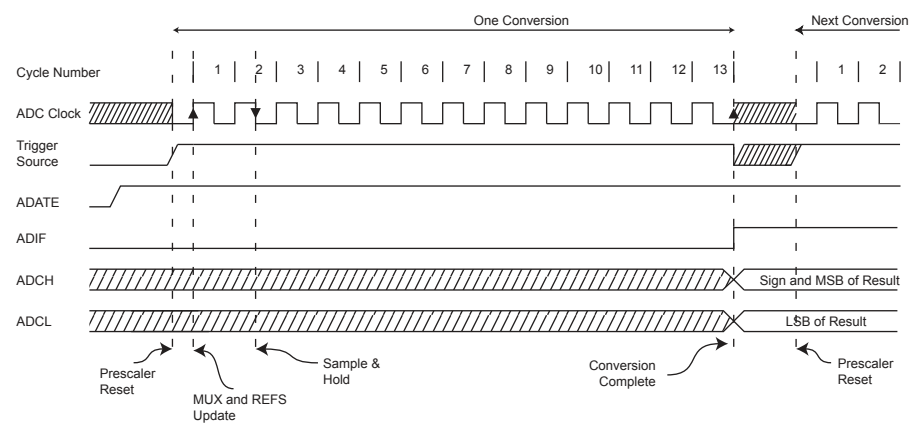 One Conversion
Next Conversion
Cycle Number
1 2 3 4 5 6 7 8 9 10 11 12 13 1 2
ADC Clock
Trigger
Source
ADATE
ADIF
ADCH
Sign and MSB of Result
ADCL
LSB of Result
Prescaler
Reset
MUX and REFS
Update
Sample &
Hold
Conversion
Complete
Prescaler
Reset